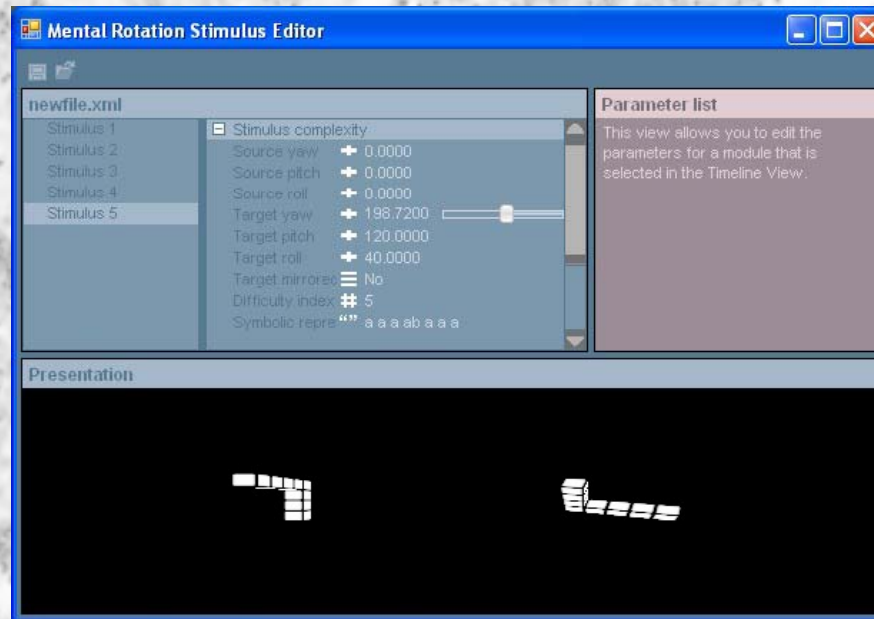 Mental Rotation Stimulus Editor
newfile.xml
Stimulus 1
Stimulus 2
Stimulus 3
Stimulus 4
Stimulus 5
Stimulus complexity
Source yaw 0.0000
Source pitch 0.0000
Source roll 0.0000
Target yaw 198.7200
Target pitch 120.0000
Target roll 40.0000
Target mirrored No
Difficulty index # 5
Symbolic repre “” a a a ab a a a
Parameter list
This view allows you to edit the
parameters for a module that is
selected in the Timeline View.
Presentation